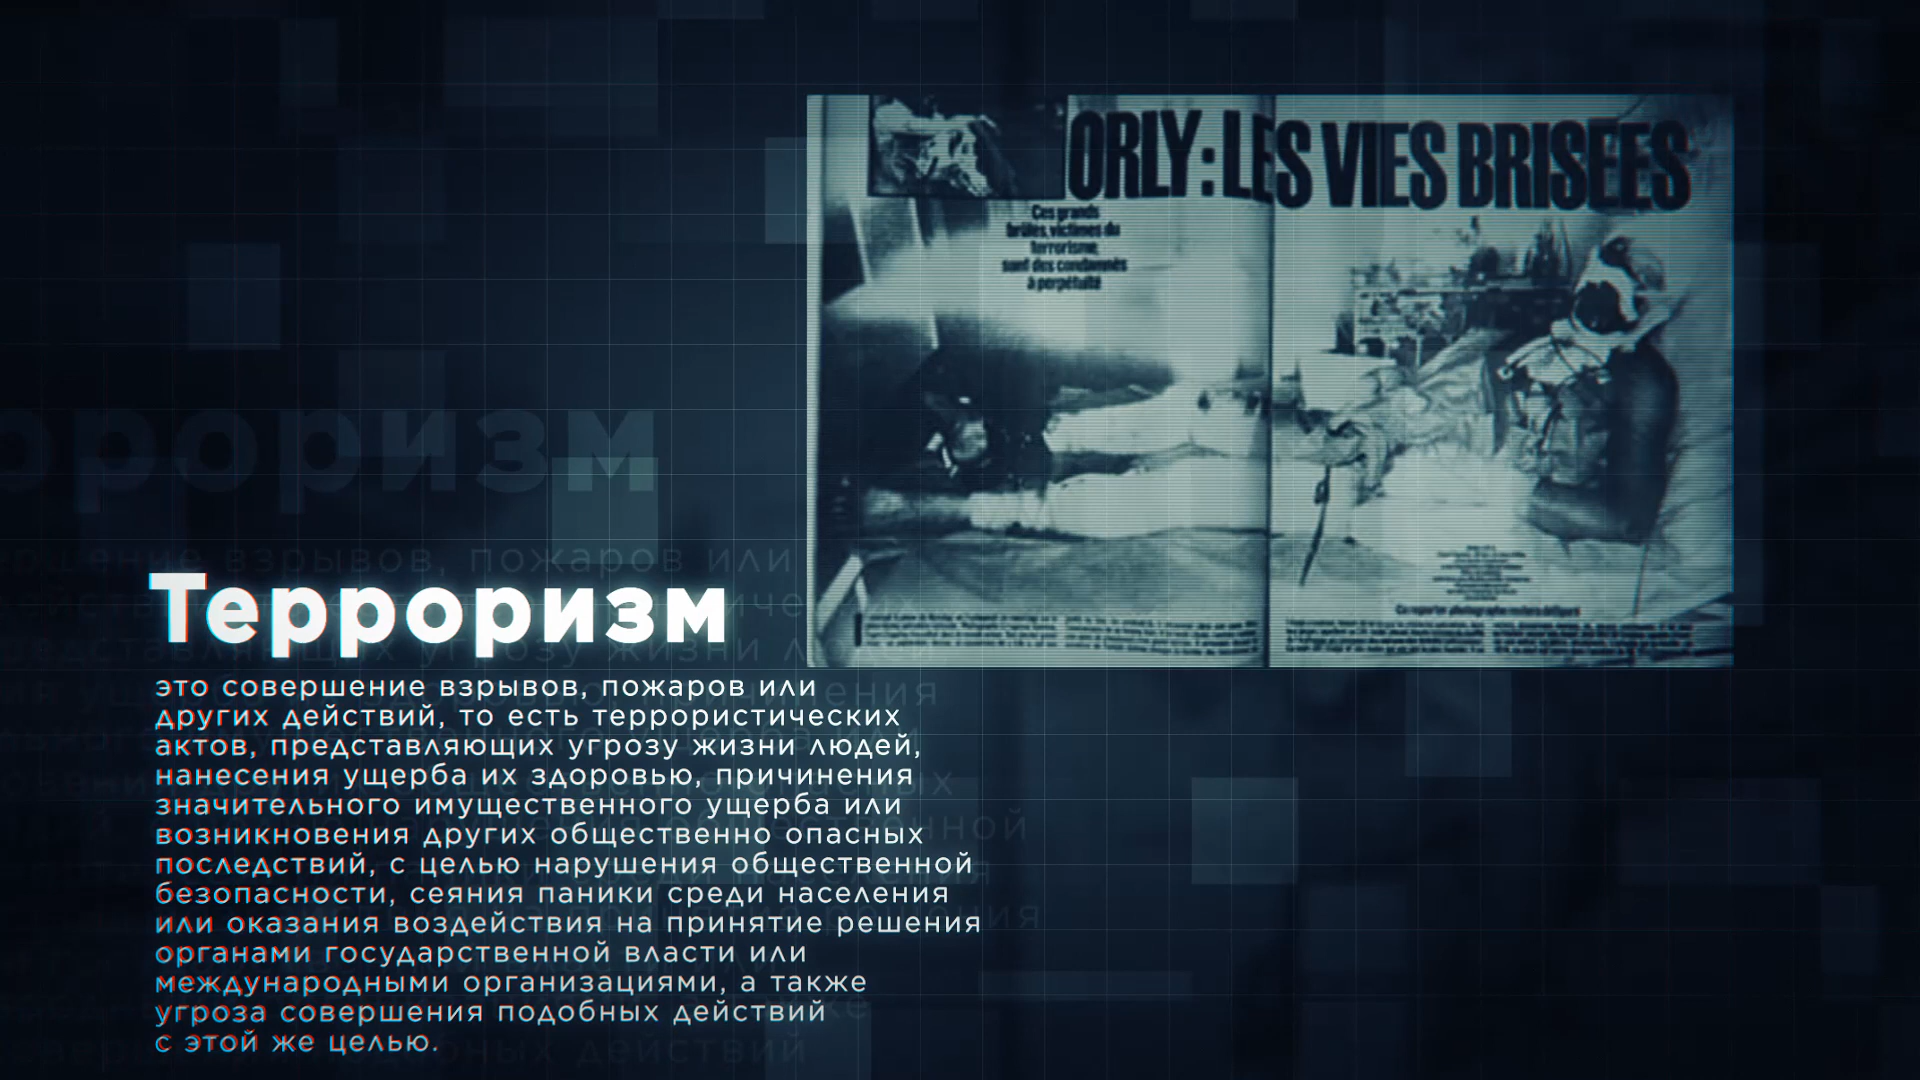 ORLY: LES VIES BRISÉES
Ces grands
brûlés, victimes du
terrorisme,
sont des condamnés
à perpétuité
Терроризм
это совершение взрывов, пожаров или
других действий, то есть террористических
актов, представляющих угрозу жизни людей,
нанесения ущерба их здоровью, причинения
значительного имущественного ущерба или
возникновения других общественно опасных
последствий, с целью нарушения общественной
безопасности, сеяния паники среди населения
или оказания воздействия на принятие решения
органами государственной власти или
международными организациями, а также
угроза совершения подобных действий
с этой же целью.